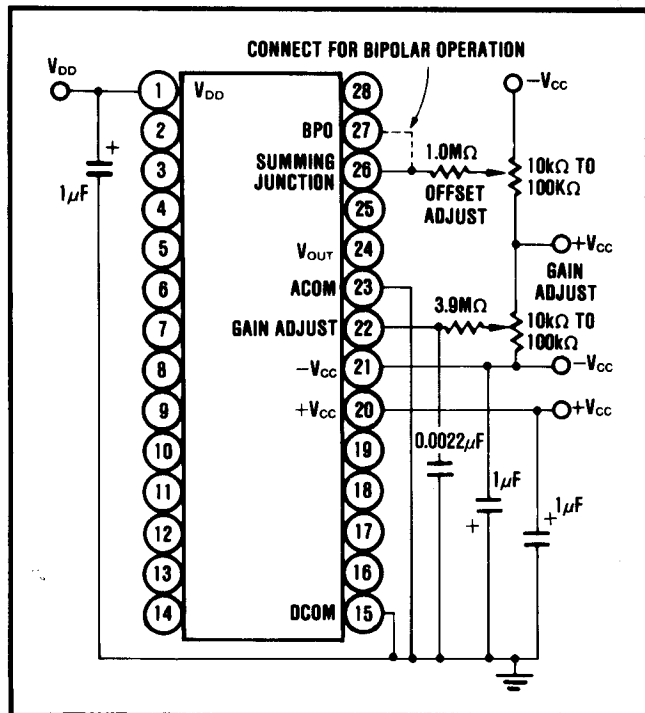 CONNECT FOR BIPOLAR OPERATION
VDD
1
VDD
28
−VCC
2
BPO
27
+
1μF
3
SUMMING
JUNCTION
26
1.0MΩ
OFFSET
ADJUST
10kΩ TO
100KΩ
4
25
5
VOUT
24
+VCC
6
ACOM
23
GAIN
ADJUST
7
GAIN ADJUST
22
3.9MΩ
10kΩ TO
100kΩ
8
−VCC
21
−VCC
9
+VCC
20
+VCC
10
19
0.0022μF
11
18
1μF
+
1μF
+
12
17
13
16
14
DCOM
15